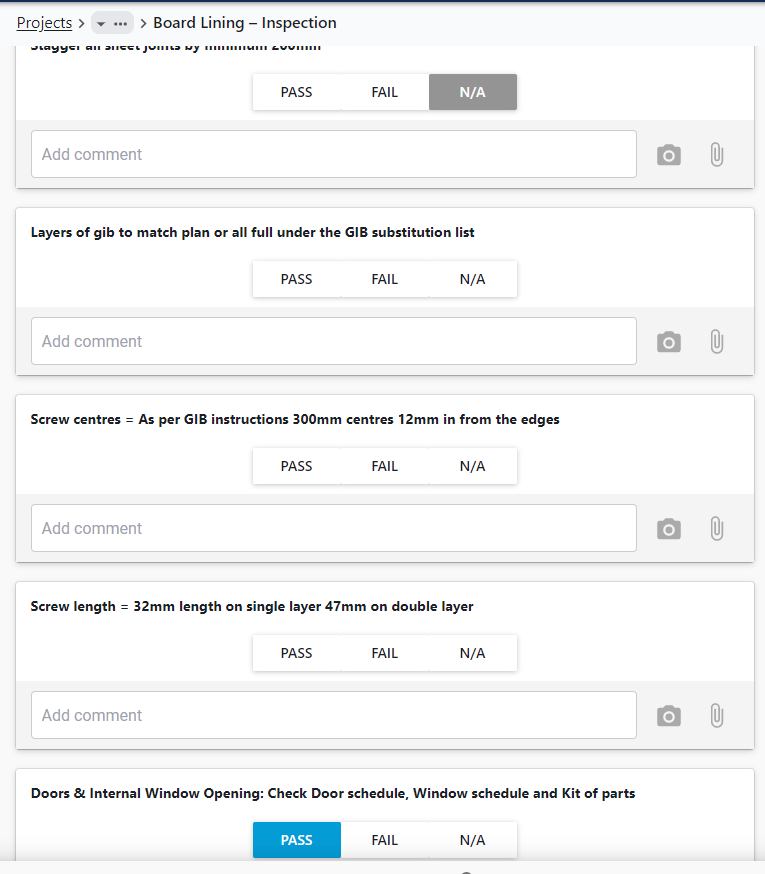 Projects > ... > Board Lining – Inspection
Stagger all sheet joints by minimum 200mm
PASS FAIL N/A
Add comment
Layers of gib to match plan or all full under the GIB substitution list
PASS FAIL N/A
Add comment
Screw centres = As per GIB instructions 300mm centres 12mm in from the edges
PASS FAIL N/A
Add comment
Screw length = 32mm length on single layer 47mm on double layer
PASS FAIL N/A
Add comment
Doors & Internal Window Opening: Check Door schedule, Window schedule and Kit of parts
PASS FAIL N/A